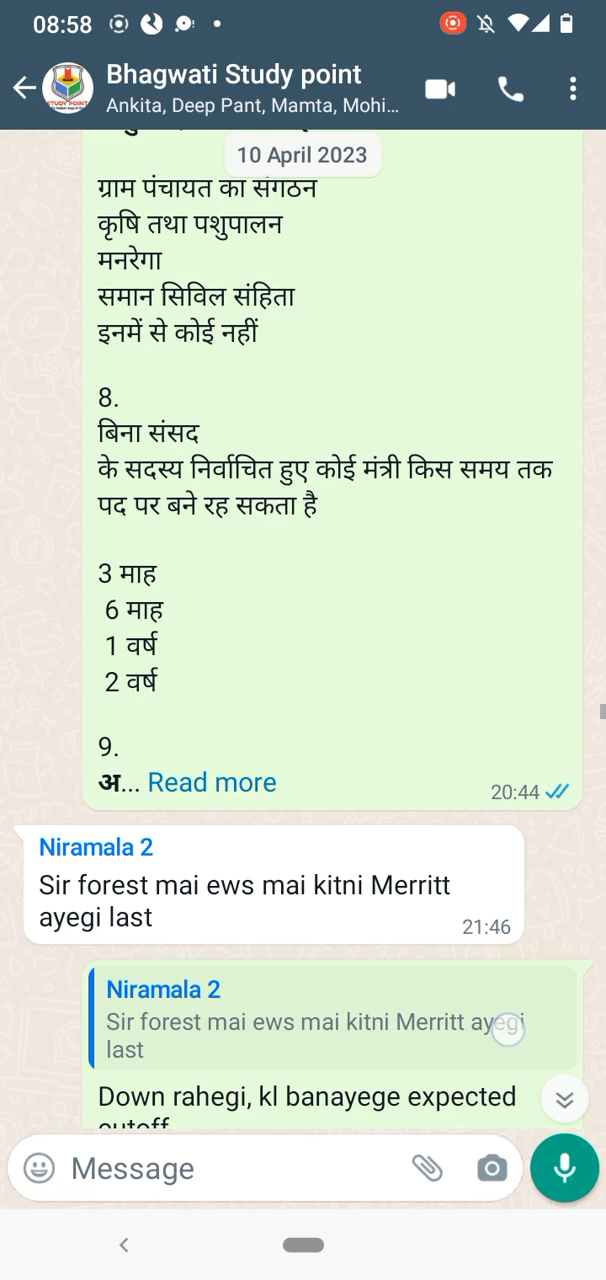 08:58
Bhagwati Study point
Ankita, Deep Pant, Mamta, Mohi...
10 April 2023
ग्राम पंचायत का संगठन
कृषि तथा पशुपालन
मनरेगा
समान सिविल संहिता
इनमें से कोई नहीं
8.
बिना संसद
के सदस्य निर्वाचित हुए कोई मंत्री किस समय तक
पद पर बने रह सकता है
3 माह
6 माह
1 वर्ष
2 वर्ष
9.
अ... Read more
20:44
Niramala 2
Sir forest mai ews mai kitni Merritt
ayegi last
21:46
Niramala 2
Sir forest mai ews mai kitni Merritt ayegi
last
Down rahegi, kl banayege expected
cutoff
Message